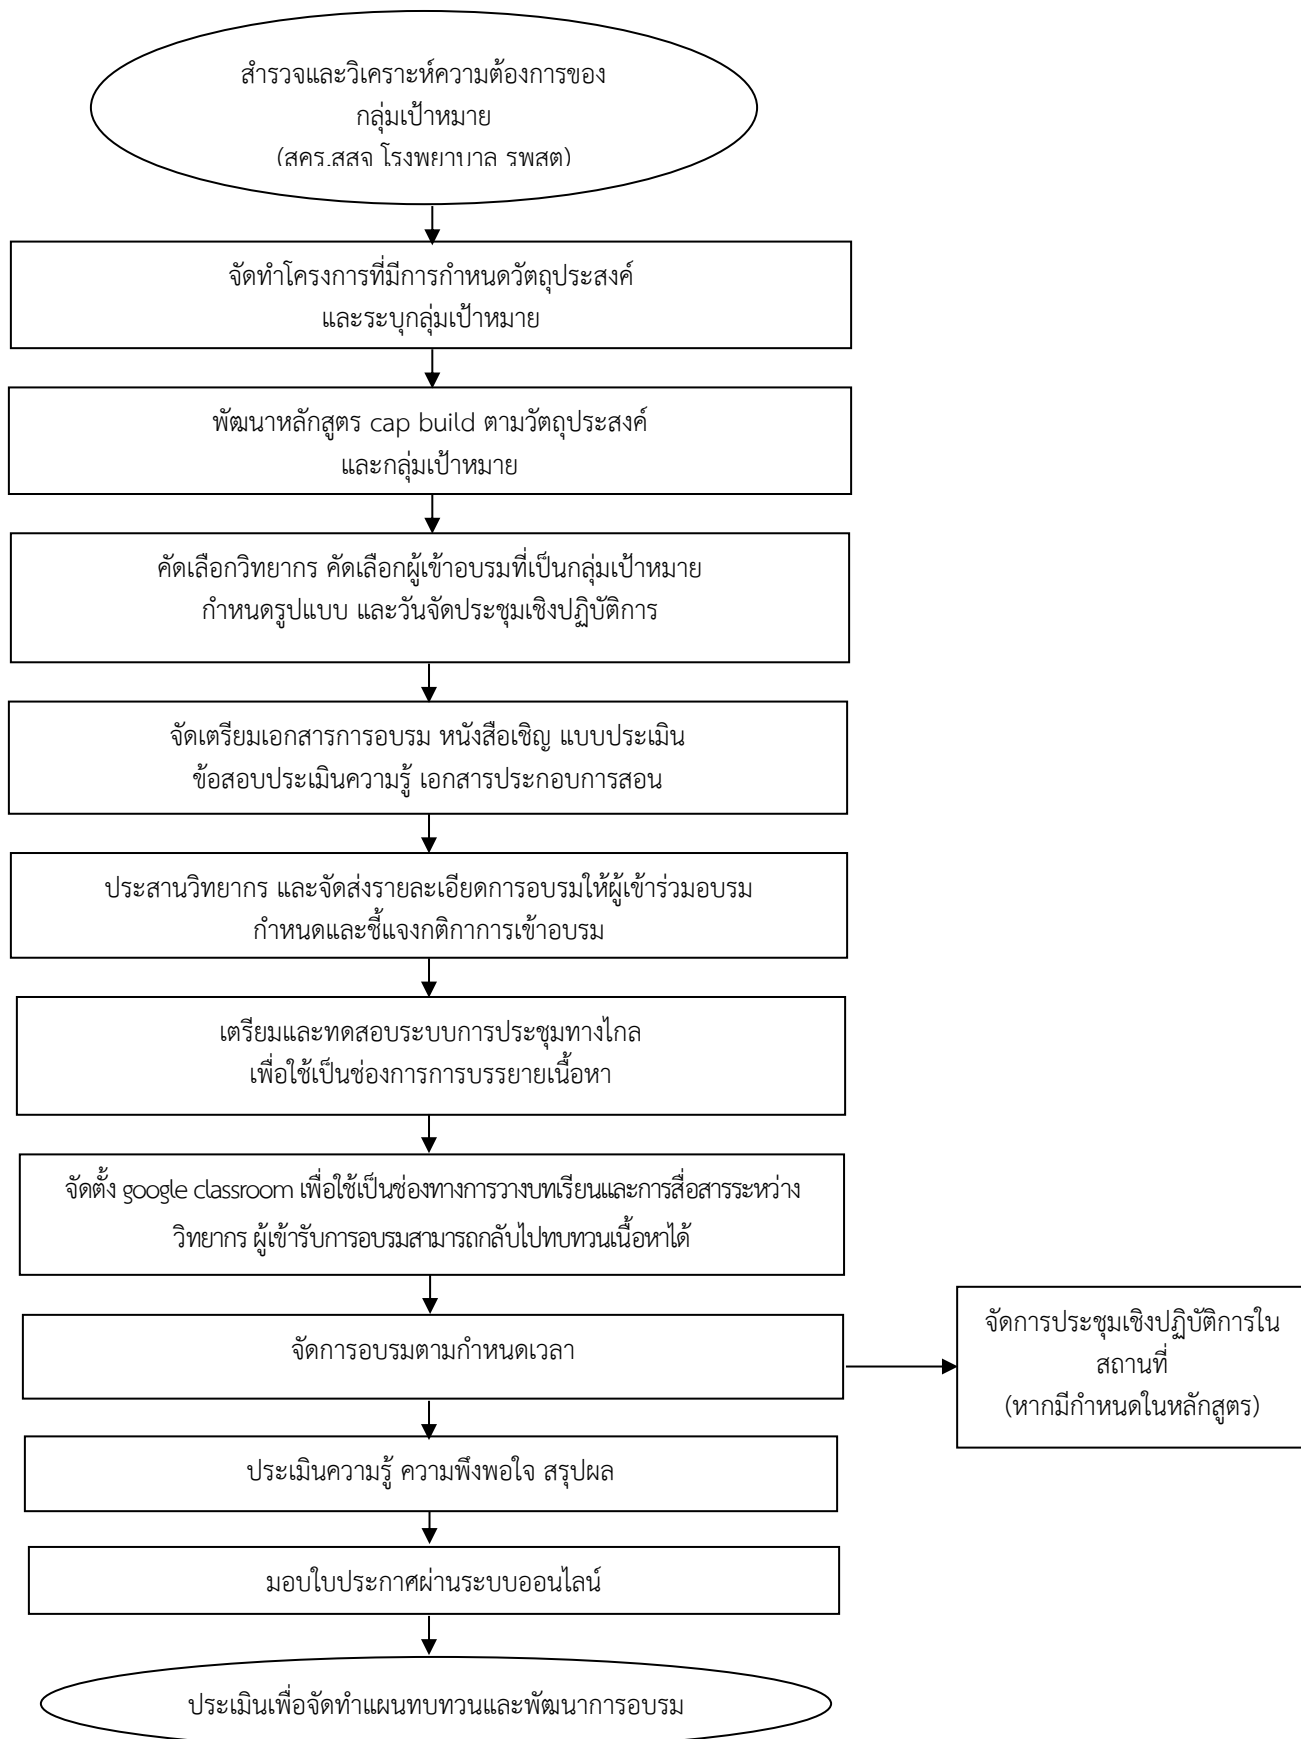 สำรวจและวิเคราะห์ความต้องการของ
กลุ่มเป้าหมาย
(สคร.สสจ โรงพยาบาล รพสต)
จัดทำโครงการที่มีการกำหนดวัตถุประสงค์
และระบุกลุ่มเป้าหมาย
พัฒนาหลักสูตร cap build ตามวัตถุประสงค์
และกลุ่มเป้าหมาย
คัดเลือกวิทยากร คัดเลือกผู้เข้าอบรมที่เป็นกลุ่มเป้าหมาย
กำหนดรูปแบบ และวันจัดประชุมเชิงปฏิบัติการ
จัดเตรียมเอกสารการอบรม หนังสือเชิญ แบบประเมิน
ข้อสอบประเมินความรู้ เอกสารประกอบการสอน
ประสานวิทยากร และจัดส่งรายละเอียดการอบรมให้ผู้เข้าร่วมอบรม
กำหนดและชี้แจงกติกาการเข้าอบรม
เตรียมและทดสอบระบบการประชุมทางไกล
เพื่อใช้เป็นช่องการการบรรยายเนื้อหา
จัดตั้ง google classroom เพื่อใช้เป็นช่องทางการวางบทเรียนและการสื่อสารระหว่าง
วิทยากร ผู้เข้ารับการอบรมสามารถกลับไปทบทวนเนื้อหาได้
จัดการอบรมตามกำหนดเวลา
จัดการประชุมเชิงปฏิบัติการใน
สถานที่
(หากมีกำหนดในหลักสูตร)
ประเมินความรู้ ความพึงพอใจ สรุปผล
มอบใบประกาศผ่านระบบออนไลน์
ประเมินเพื่อจัดทำแผนทบทวนและพัฒนาการอบรม